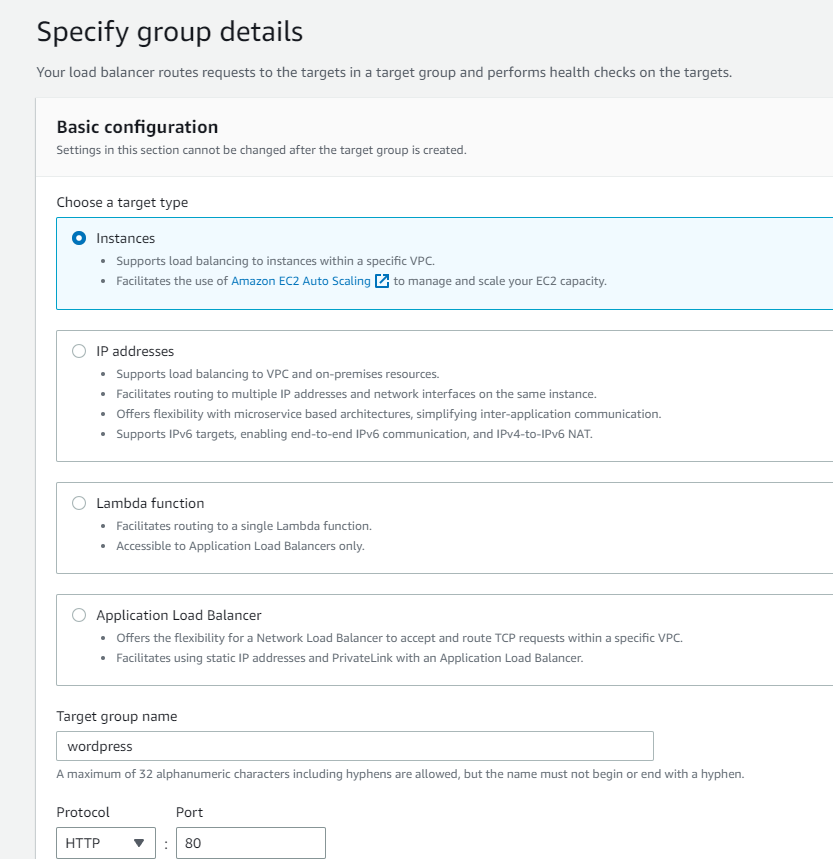 Specify group details
Your load balancer routes requests to the targets in a target group and performs health checks on the targets.
Basic configuration
Settings in this section cannot be changed after the target group is created.
Choose a target type
Instances
• Supports load balancing to instances within a specific VPC.
• Facilitates the use of Amazon EC2 Auto Scaling to manage and scale your EC2 capacity.
IP addresses
• Supports load balancing to VPC and on-premises resources.
• Facilitates routing to multiple IP addresses and network interfaces on the same instance.
• Offers flexibility with microservice based architectures, simplifying inter-application communication.
• Supports IPv6 targets, enabling end-to-end IPv6 communication, and IPv4-to-IPv6 NAT.
Lambda function
• Facilitates routing to a single Lambda function.
• Accessible to Application Load Balancers only.
Application Load Balancer
• Offers the flexibility for a Network Load Balancer to accept and route TCP requests within a specific VPC.
• Facilitates using static IP addresses and PrivateLink with an Application Load Balancer.
Target group name
wordpress
A maximum of 32 alphanumeric characters including hyphens are allowed, but the name must not begin or end with a hyphen.
Protocol Port
HTTP : 80